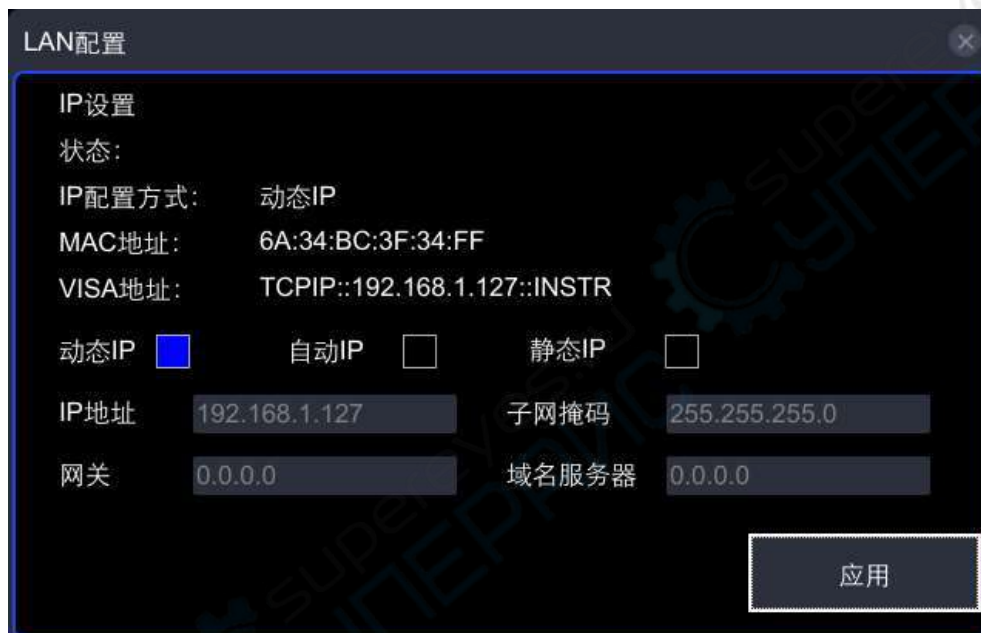 LAN配置
IP设置
状态：
IP配置方式： 动态IP
MAC地址： 6A:34:BC:3F:34:FF
VISA地址： TCPIP::192.168.1.127::INSTR
动态IP 自动IP 静态IP
IP地址 192.168.1.127 子网掩码 255.255.255.0
网关 0.0.0.0 域名服务器 0.0.0.0
应用
supereyes.ru
СУПЕРАЙС